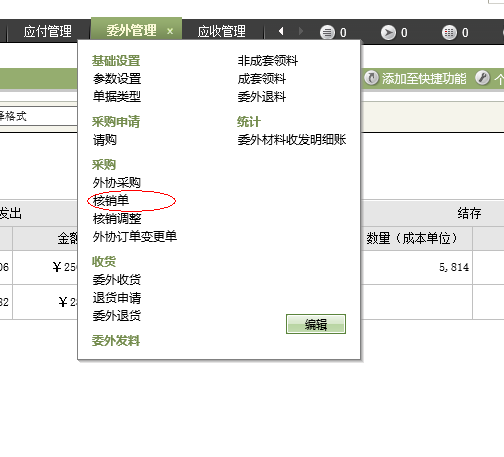 应付管理 委外管理 × 应收管理 0 0 0
基础设置
参数设置
单据类型
采购申请
请购
采购
外协采购
核销单
核销调整
外协订单变更单
收货
委外收货
退货申请
委外退货
委外发料
非成套领料
成套领料
委外退料
统计
委外材料收发明细账
编辑
添加至快捷功能 个
择格式
发出 结存
金额 数量（成本单位）
06 ￥256 5,814
32 ￥2